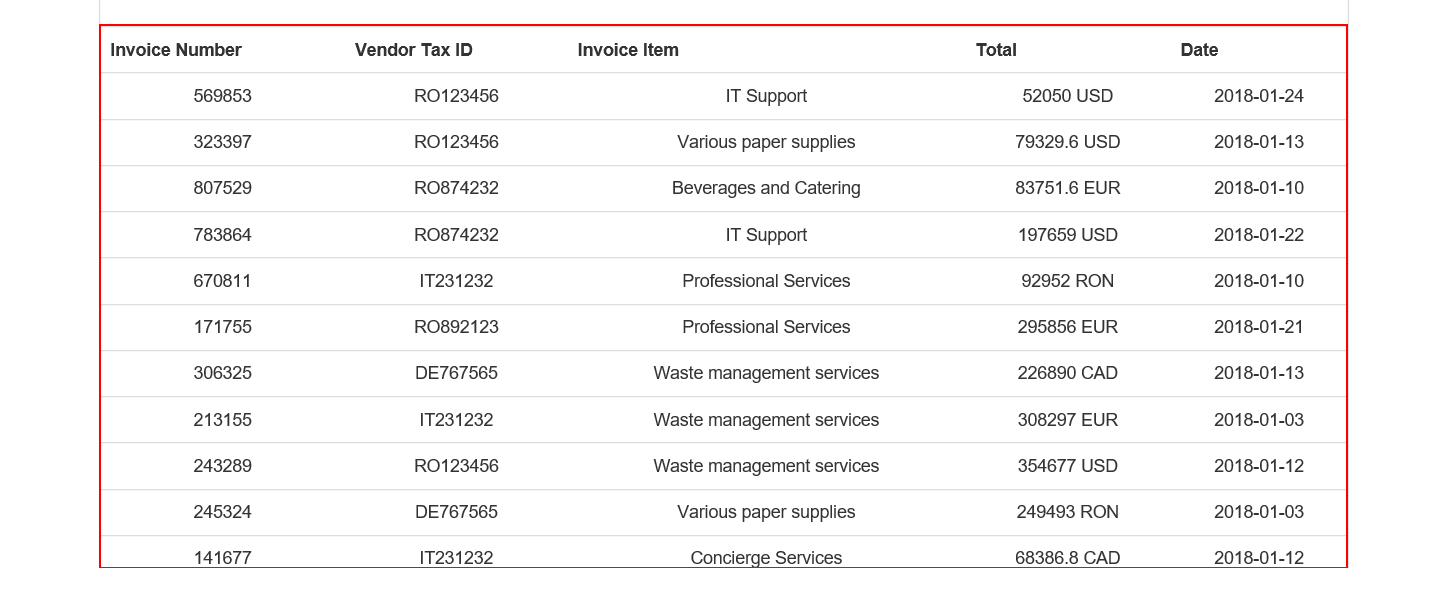 Invoice Number Vendor Tax ID Invoice Item Total Date
569853 RO123456 IT Support 52050 USD 2018-01-24
323397 RO123456 Various paper supplies 79329.6 USD 2018-01-13
807529 RO874232 Beverages and Catering 83751.6 EUR 2018-01-10
783864 RO874232 IT Support 197659 USD 2018-01-22
670811 IT231232 Professional Services 92952 RON 2018-01-10
171755 RO892123 Professional Services 295856 EUR 2018-01-21
306325 DE767565 Waste management services 226890 CAD 2018-01-13
213155 IT231232 Waste management services 308297 EUR 2018-01-03
243289 RO123456 Waste management services 354677 USD 2018-01-12
245324 DE767565 Various paper supplies 249493 RON 2018-01-03
141677 IT231232 Concierge Services 68386.8 CAD 2018-01-12